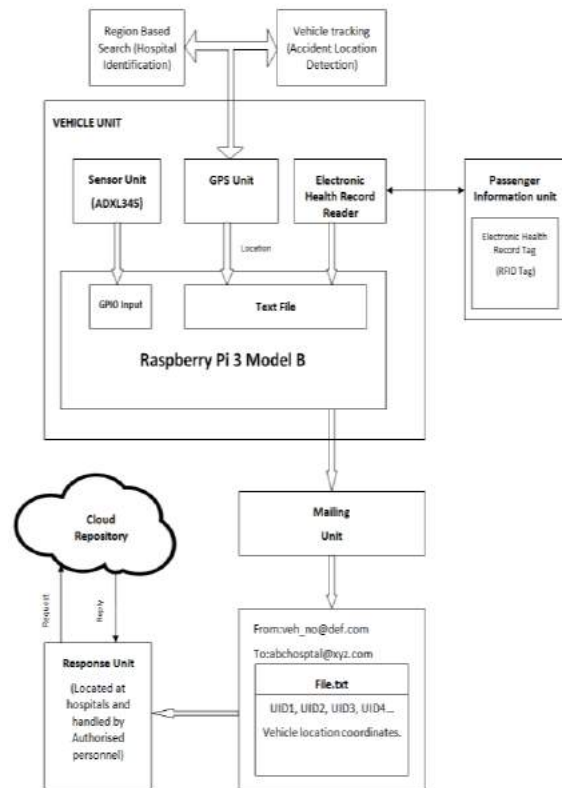 Region Based
Search (Hospital
Identification)
Vehicle tracking
(Accident Location
Detection)
VEHICLE UNIT
Sensor Unit
(ADXL345)
GPS Unit
Electronic
Health Record
Reader
Passenger
Information unit
Electronic Health
Record Tag
(RFID Tag)
Location
GPIO Input
Text File
Raspberry Pi 3 Model B
Mailing
Unit
Cloud
Repository
Request
Reply
Response Unit
(Located at
hospitals and
handled by
Authorised
personnel)
From:veh_no@def.com
To:abchosptal@xyz.com
File.txt
UID1, UID2, UID3, UID4...
Vehicle location coordinates.